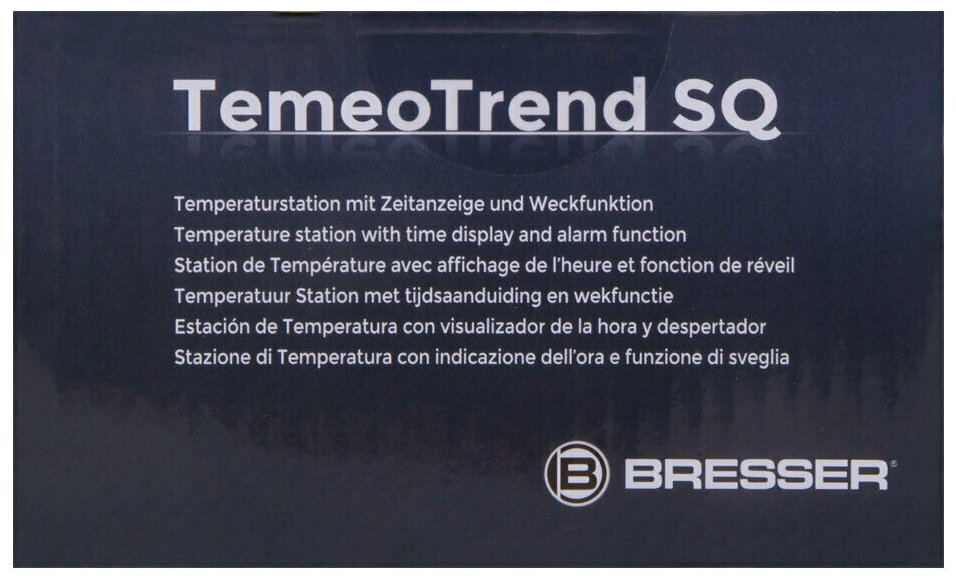 TemeoTrend SQ
Temperaturstation mit Zeitanzeige und Weckfunktion
Temperature station with time display and alarm function
Station de Température avec affichage de l'heure et fonction de réveil
Temperatuur Station met tijdsaanduiding en wekfunctie
Estación de Temperatura con visualizador de la hora y despertador
Stazione di Temperatura con indicazione dell'ora e funzione di sveglia
B BRESSER®